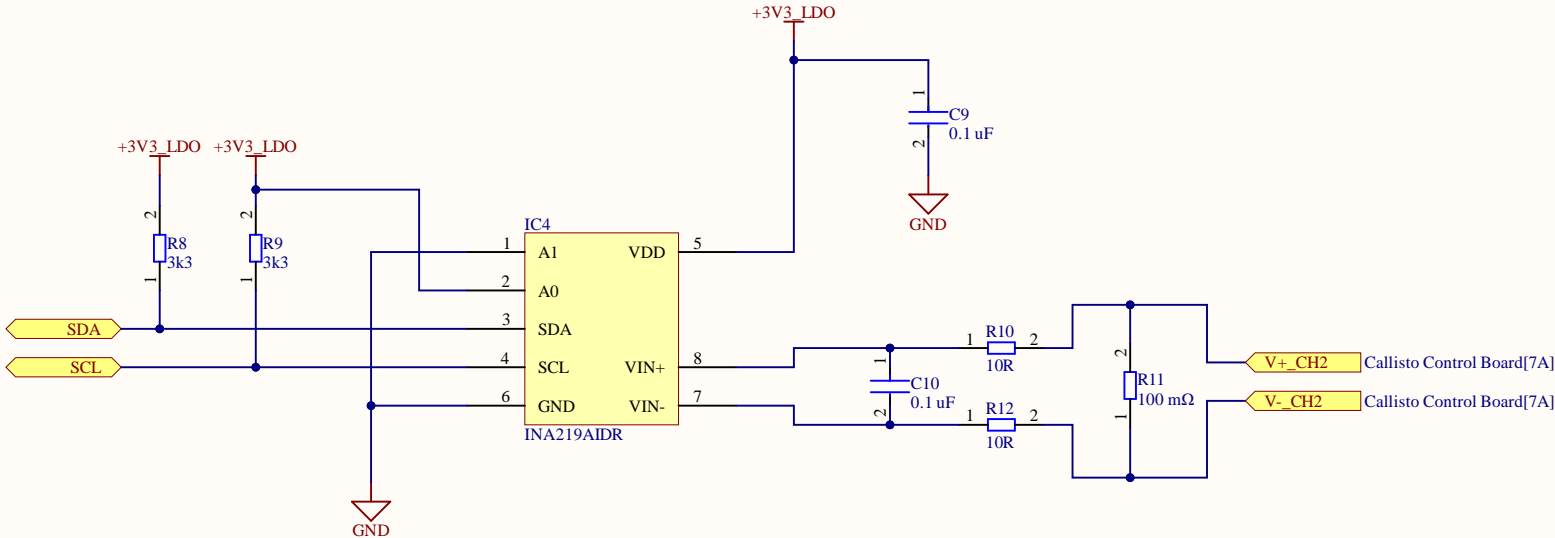 +3V3_LDO
1
C9
0.1 uF
2
GND
+3V3_LDO
+3V3_LDO
2
R8
3k3
1
2
R9
3k3
1
SDA
SCL
IC4
1
A1
2
A0
3
SDA
4
SCL
6
GND
VDD
5
VIN+
8
VIN-
7
INA219AIDR
GND
1
C10
0.1 uF
2
1
R10
2
10R
1
R12
2
10R
2
R11
100 mΩ
1
V+_CH2
Callisto Control Board[7A]
V-_CH2
Callisto Control Board[7A]